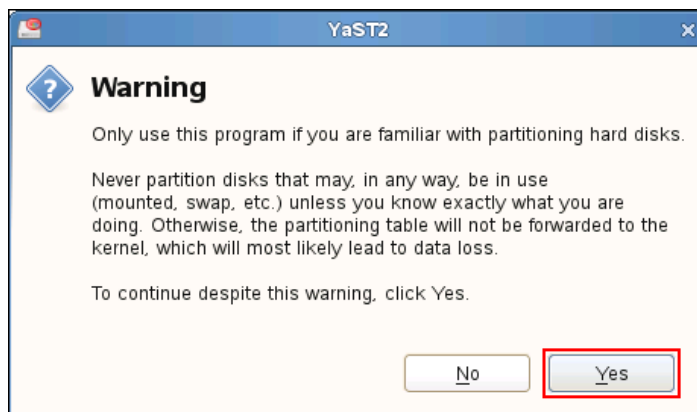 YaST2
Warning
Only use this program if you are familiar with partitioning hard disks.
Never partition disks that may, in any way, be in use
(mounted, swap, etc.) unless you know exactly what you are
doing. Otherwise, the partitioning table will not be forwarded to the
kernel, which will most likely lead to data loss.
To continue despite this warning, click Yes.
No
Yes